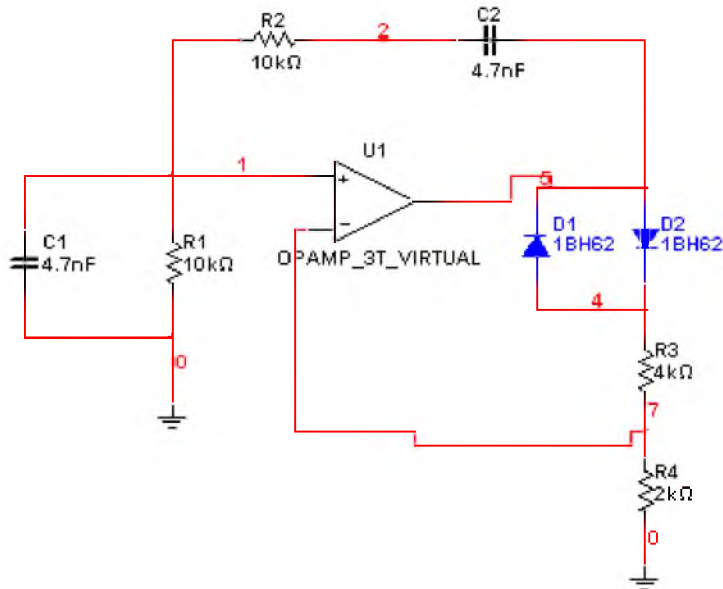 R2
10kΩ
2
C2
4.7nF
1
U1
+
−
OPAMP_3T_VIRTUAL
5
D1
1BH62
D2
1BH62
C1
4.7nF
R1
10kΩ
4
0
R3
4kΩ
7
R4
2kΩ
0